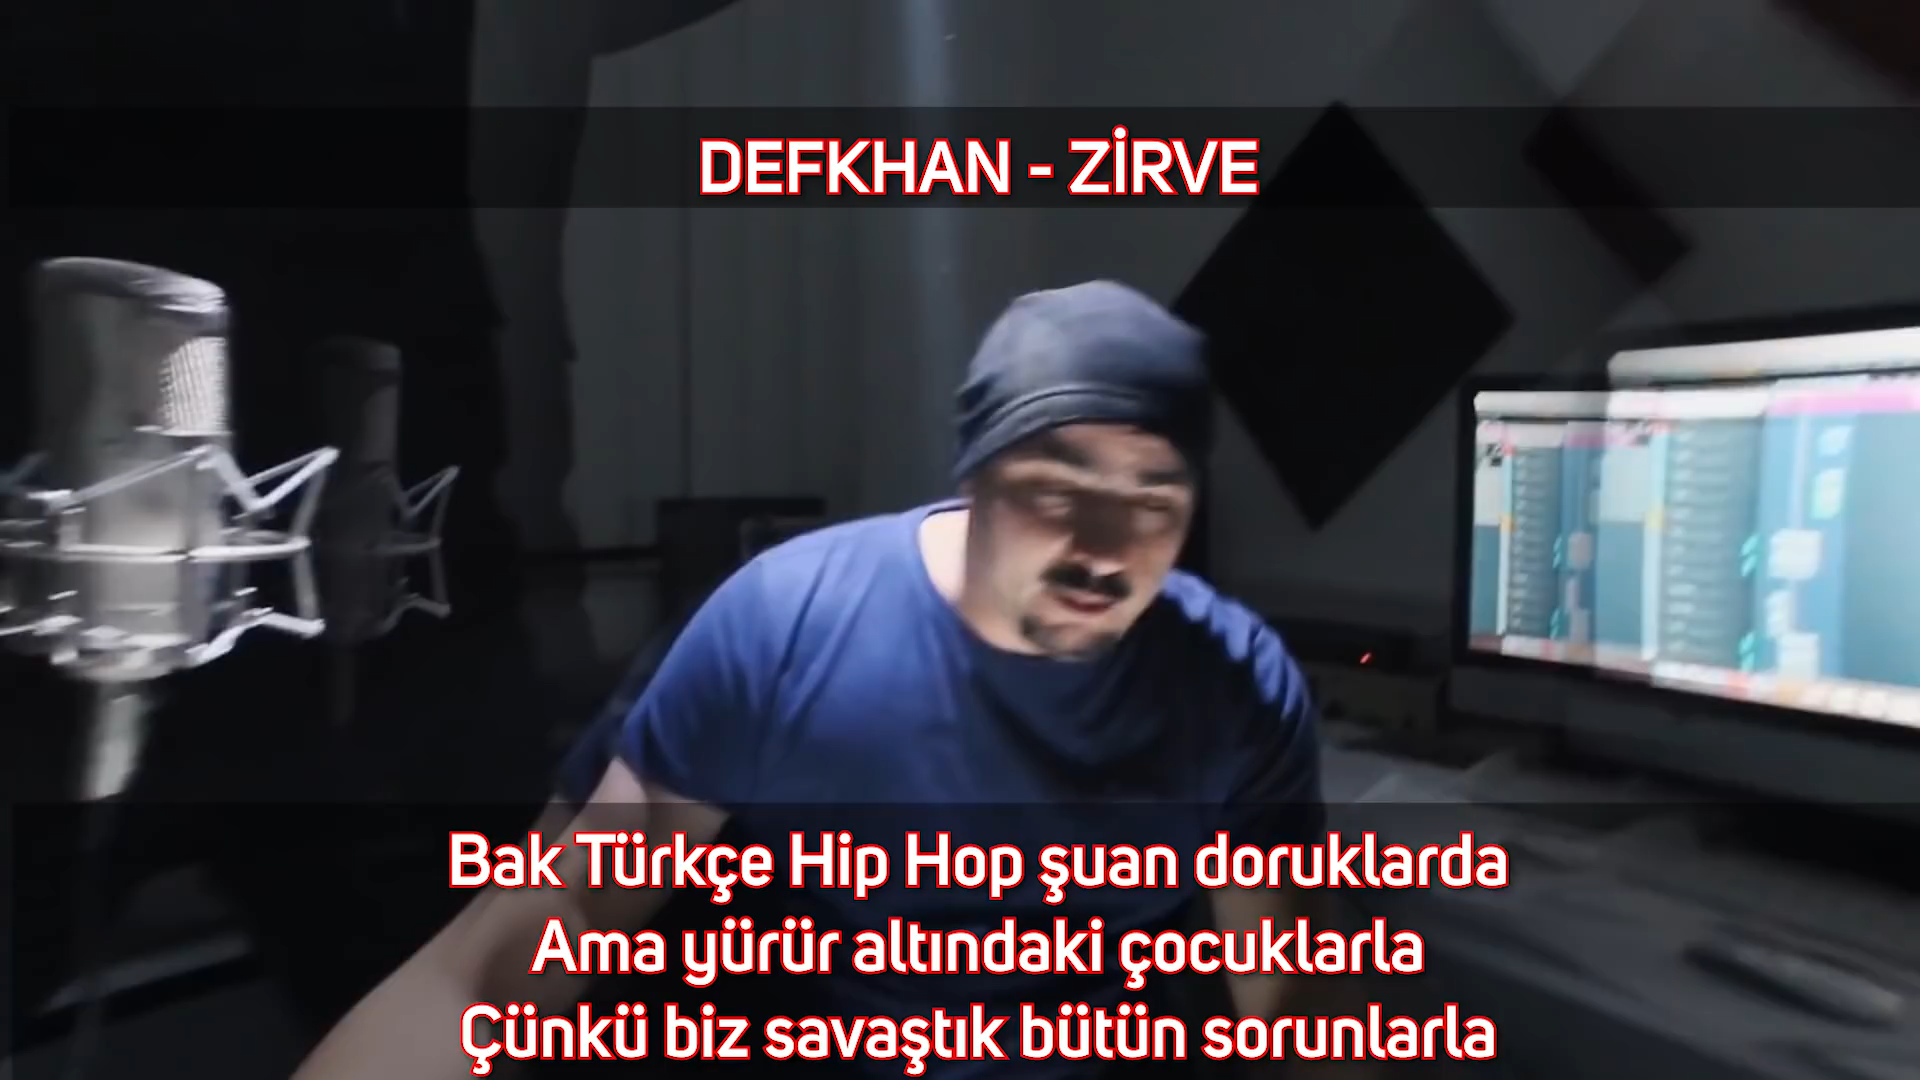 DEFKHAN - ZİRVE
Bak Türkçe Hip Hop şuan doruklarda
Ama yürür altındaki çocuklarla
Çünkü biz savaştık bütün sorunlarla